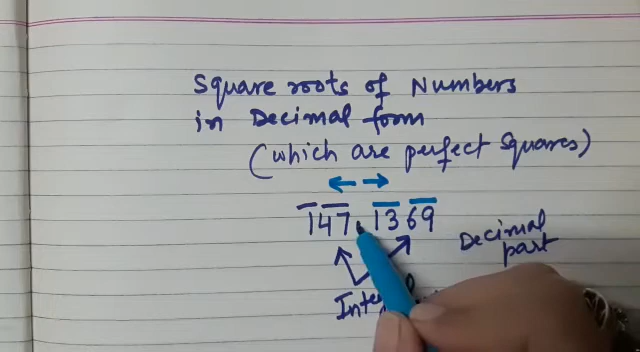 Square roots of Numbers
in Decimal form
(which are perfect squares)
147.1369
Decimal
part